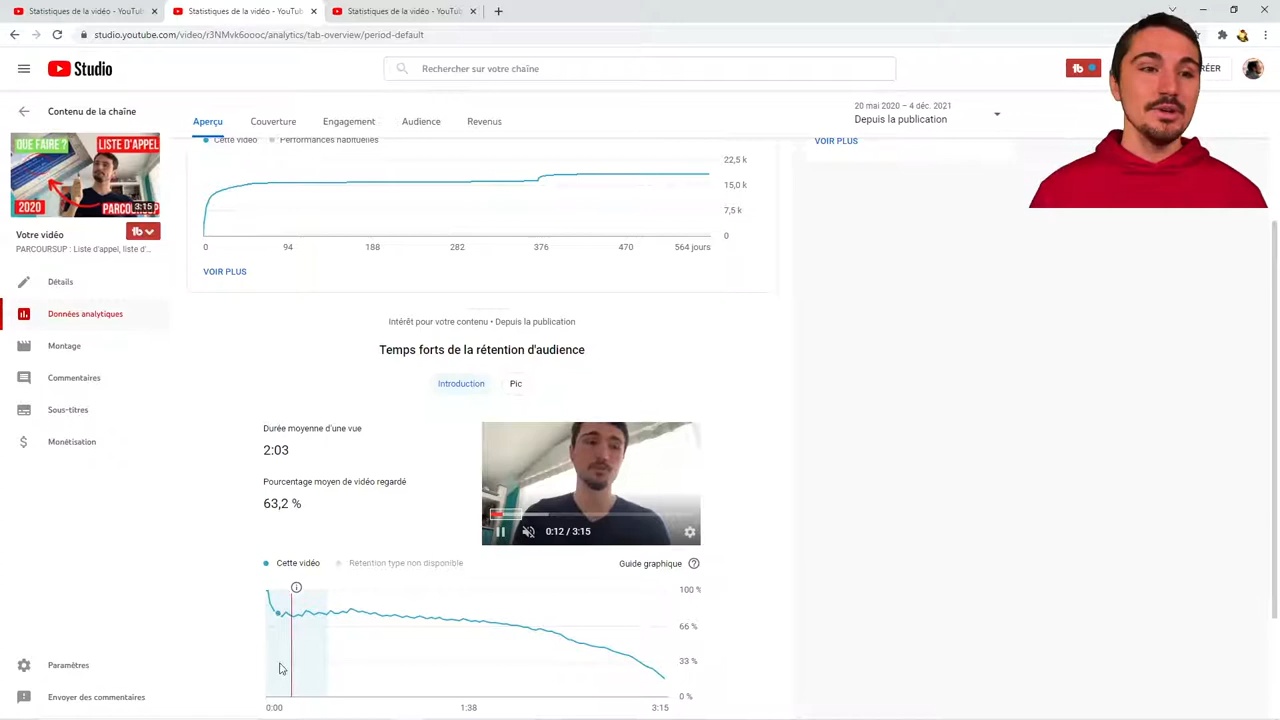 Statistiques de la vidéo - YouTub
Statistiques de la vidéo - YouTub
Statistiques de la vidéo - YouTub
studio.youtube.com/video/r3NMvk6oooc/analytics/tab-overview/period-default
Studio
Rechercher sur votre chaîne
ÉER
Contenu de la chaîne
QUE FAIRE ?
LISTE D'APPEL
2020
3:15
Votre vidéo
PARCOURSUP : Liste d'appel, liste d'...
Détails
Données analytiques
Montage
Commentaires
Sous-titres
Monétisation
Paramètres
Envoyer des commentaires
Aperçu
Couverture
Engagement
Audience
Revenus
20 mai 2020 – 4 déc. 2021
Depuis la publication
VOIR PLUS
Cette vidéo
Performances habituelles
22,5 k
15,0 k
7,5 k
0
0 94 188 282 376 470 564 jours
VOIR PLUS
Intérêt pour votre contenu • Depuis la publication
Temps forts de la rétention d'audience
Introduction
Pic
Durée moyenne d'une vue
2:03
Pourcentage moyen de vidéo regardé
63,2 %
0:12 / 3:15
Cette vidéo
Retention type non disponible
Guide graphique
100 %
66 %
33 %
0 %
0:00 1:38 3:15